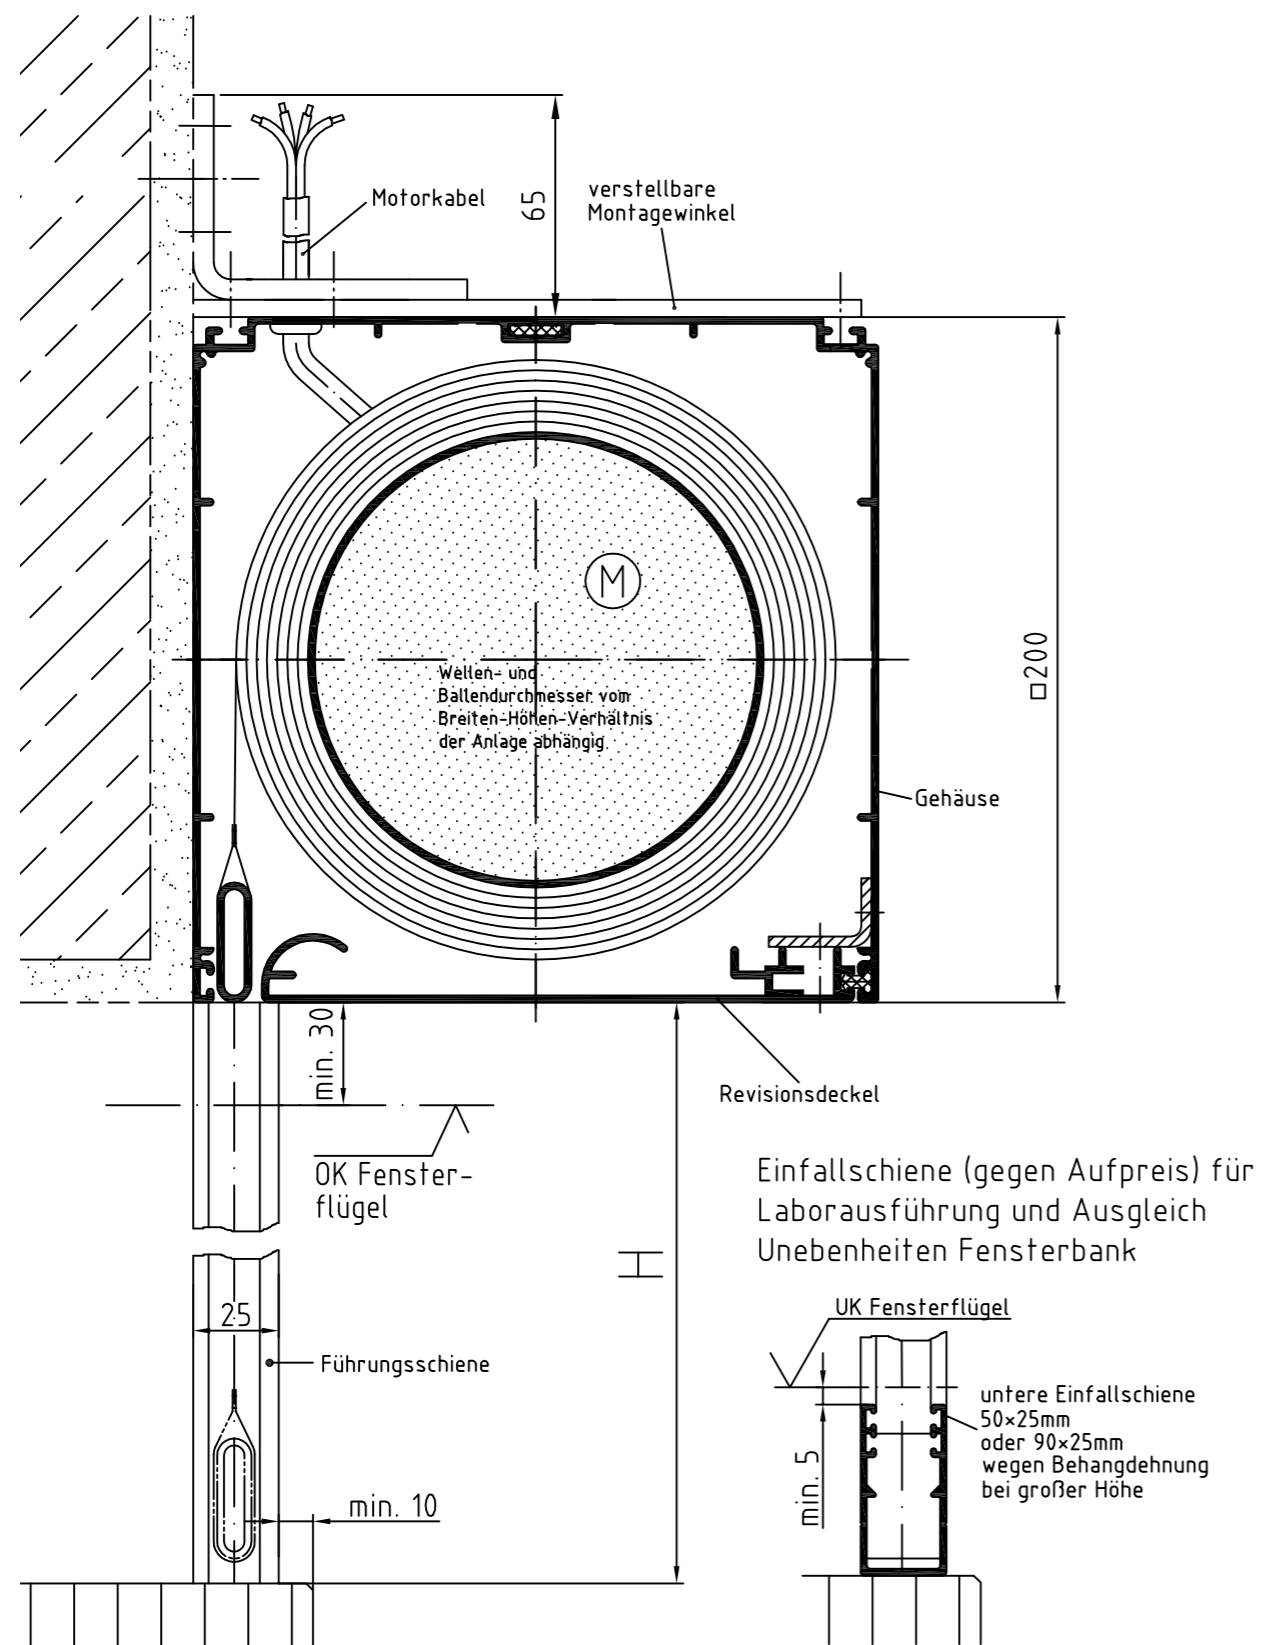 Motorkabel
65
verstellbare
Montagewinkel
M
□200
Wellen- und
Ballendurchmesser vom
Breiten-Höhen-Verhältnis
der Anlage abhängig.
Gehäuse
min. 30
Revisionsdeckel
OK Fenster-
flügel
Einfallschiene (gegen Aufpreis) für
Laborausführung und Ausgleich
Unebenheiten Fensterbank
H
25
UK Fensterflügel
Führungsschiene
untere Einfallschiene
50×25mm
oder 90×25mm
wegen Behangdehnung
bei großer Höhe
min. 5
min. 10